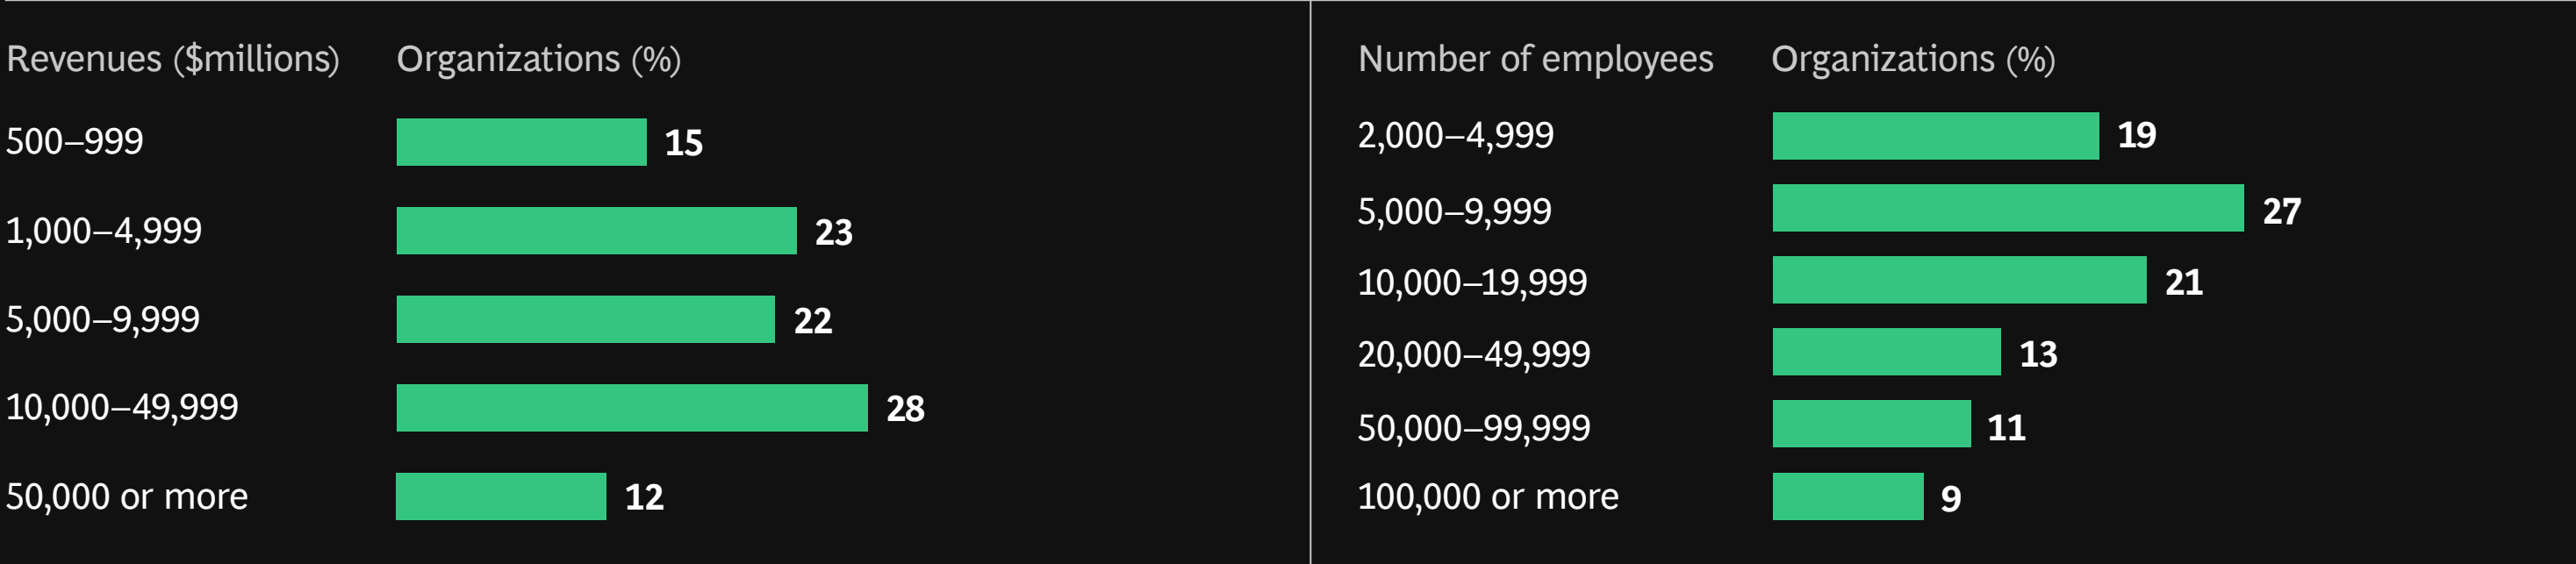 Revenues ($millions) Organizations (%)
500–999 15
1,000–4,999 23
5,000–9,999 22
10,000–49,999 28
50,000 or more 12
Number of employees Organizations (%)
2,000–4,999 19
5,000–9,999 27
10,000–19,999 21
20,000–49,999 13
50,000–99,999 11
100,000 or more 9